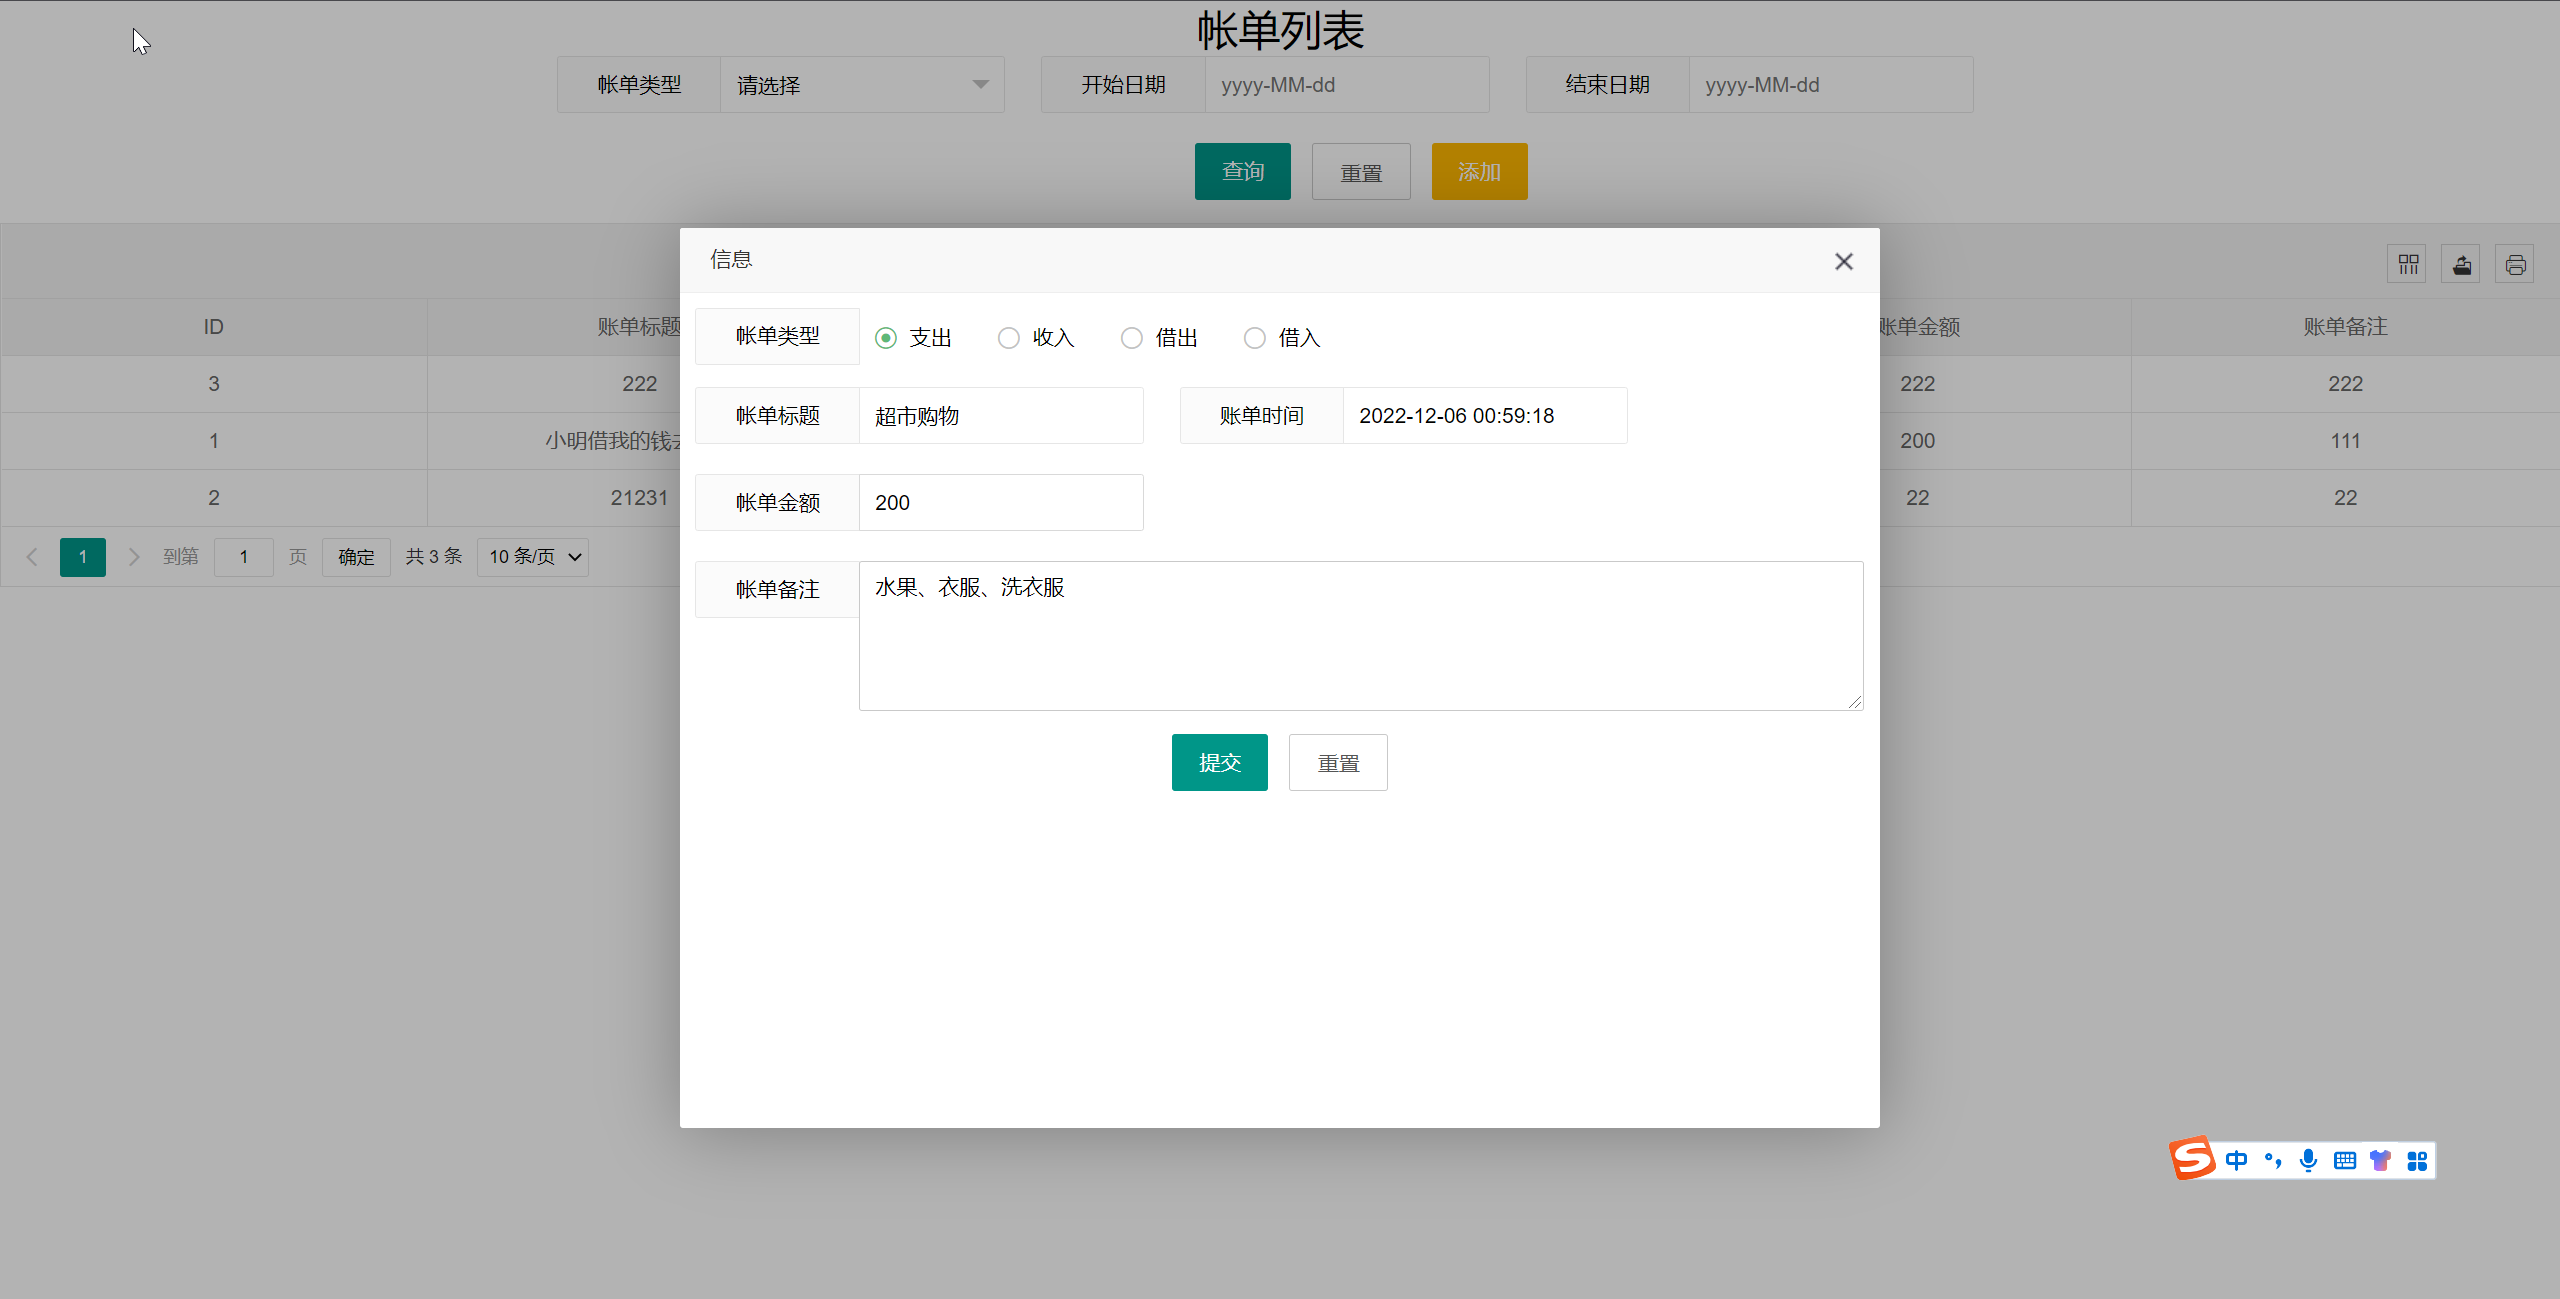 帐单列表
帐单类型 请选择 开始日期 yyyy-MM-dd 结束日期 yyyy-MM-dd
查询 重置 添加
信息
ID 账单标题 账单金额 账单备注
3 222 222 222
1 小明借我的钱 200 111
2 21231 22 22
1 到第 1 页 确定 共 3 条 10 条/页
帐单类型 支出 收入 借出 借入
帐单标题 超市购物 账单时间 2022-12-06 00:59:18
帐单金额 200
帐单备注 水果、衣服、洗衣服
提交 重置
中